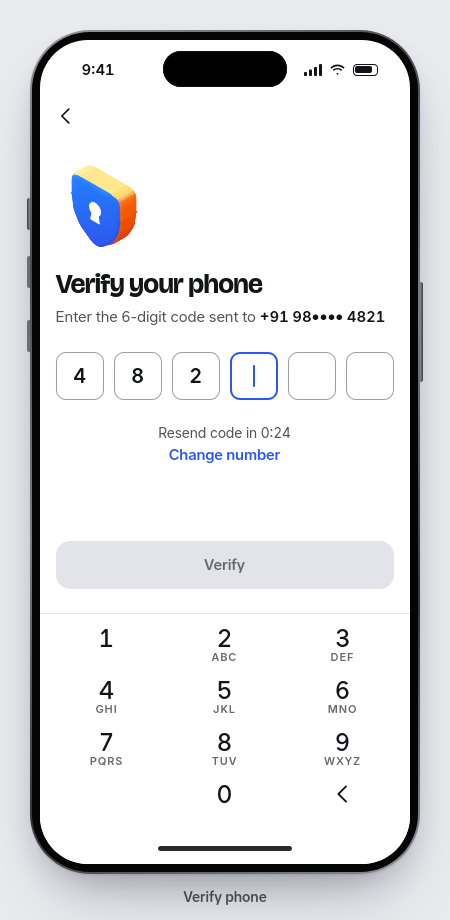 9:41
Verify your phone
Enter the 6-digit code sent to +91 98•••• 4821
4 8 2
Resend code in 0:24
Change number
Verify
1 2 3
ABC DEF
4 5 6
GHI JKL MNO
7 8 9
PQRS TUV WXYZ
0
Verify phone